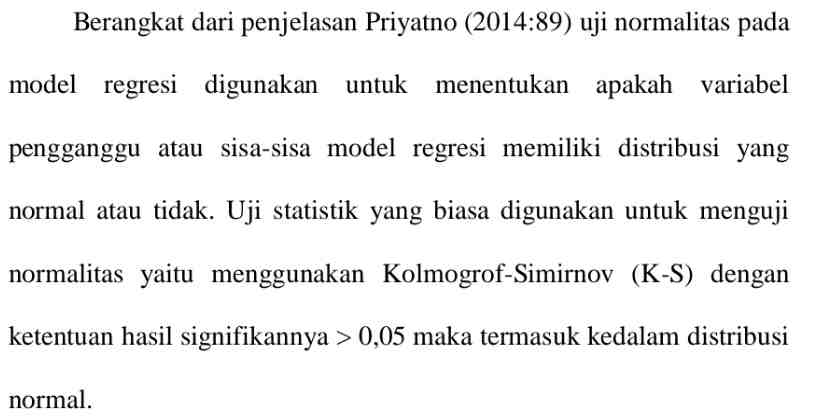 Berangkat dari penjelasan Priyatno (2014:89) uji normalitas pada
model regresi digunakan untuk menentukan apakah variabel
pengganggu atau sisa-sisa model regresi memiliki distribusi yang
normal atau tidak. Uji statistik yang biasa digunakan untuk menguji
normalitas yaitu menggunakan Kolmogrof-Simirnov (K-S) dengan
ketentuan hasil signifikannya > 0,05 maka termasuk kedalam distribusi
normal.